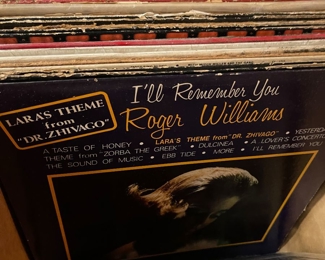 I'll Remember You
Roger Williams
LARA'S THEME
from
"DR. ZHIVAGO"
A TASTE OF HONEY • LARA'S THEME from "DR. ZHIVAGO" • YESTERD
THEME from "ZORBA THE GREEK" • DULCINEA • A LOVER'S CONCERT
THE SOUND OF MUSIC • EBB TIDE • MORE • I'LL REMEMBER YOU